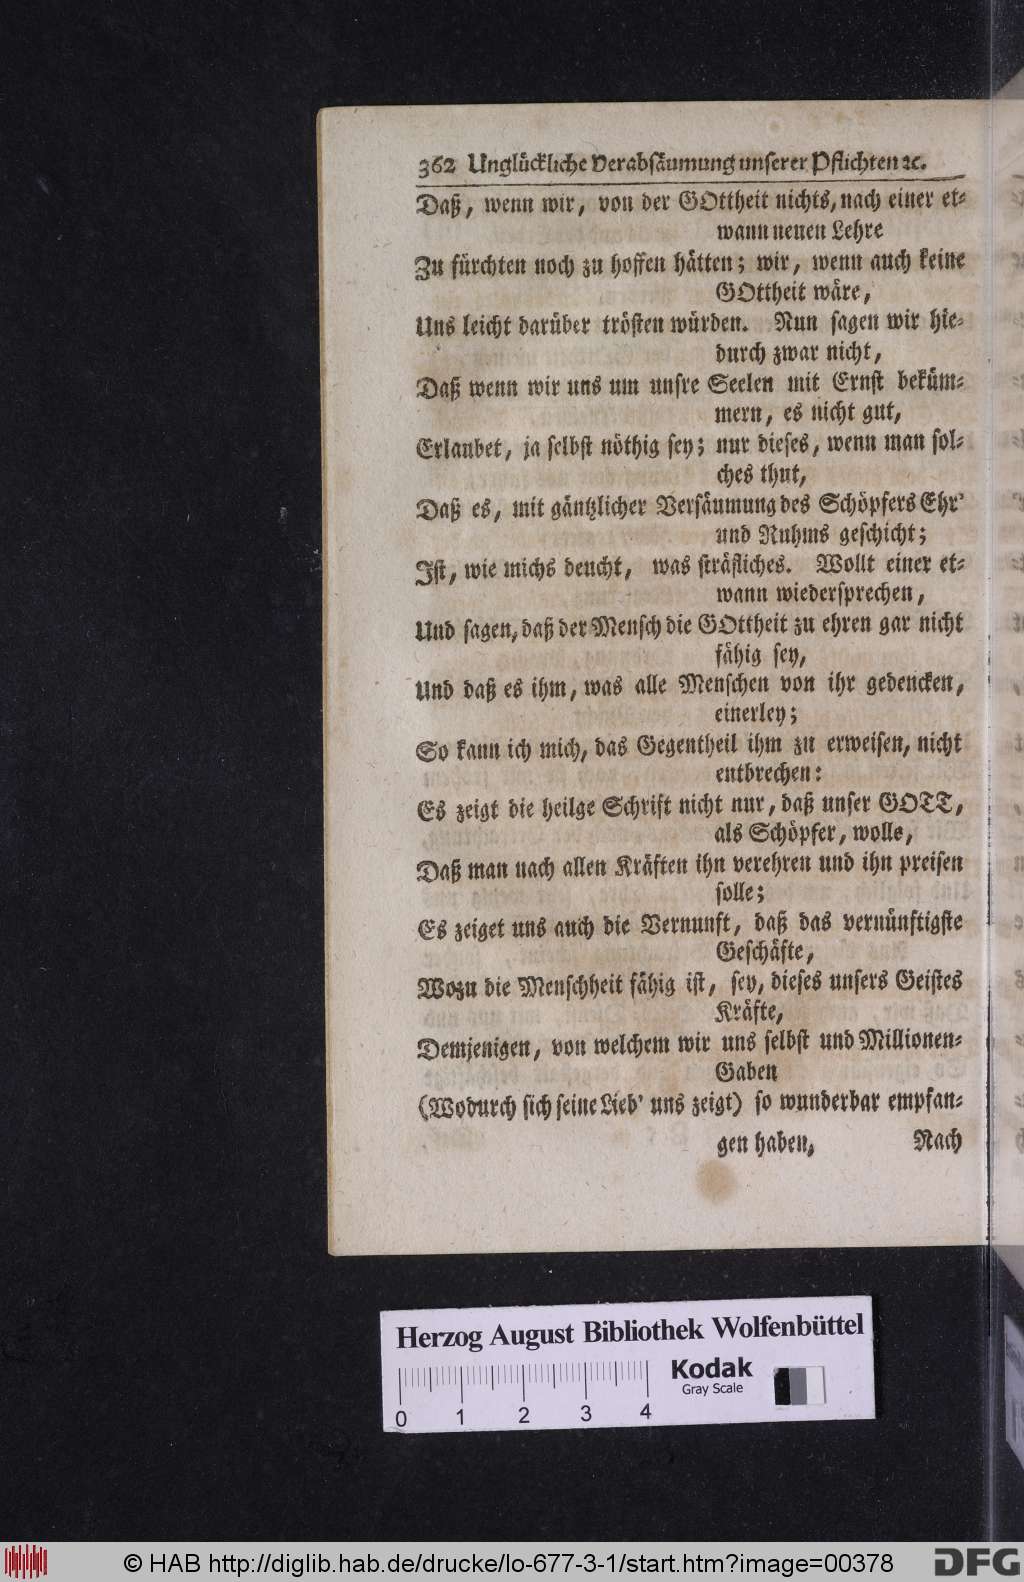 362 Unglückliche Verabsäumung unserer Pflichten ꝛc.
Daß, wenn wir, von der GOttheit nichts, nach einer et-
wann neuen Lehre
Zu fürchten noch zu hoffen hätten; wir, wenn auch keine
GOttheit wäre,
Uns leicht darüber trösten würden. Nun sagen wir hie-
durch zwar nicht,
Daß wenn wir uns um unsre Seelen mit Ernst beküm-
mern, es nicht gut,
Erlaubet, ja selbst nöthig sey; nur dieses, wenn man sol-
ches thut,
Daß es, mit gäntzlicher Versäumung des Schöpfers Ehr'
und Ruhms geschicht;
Ist, wie michs deucht, was sträfliches. Wollt einer et-
wann wiedersprechen,
Und sagen, daß der Mensch die GOttheit zu ehren gar nicht
fähig sey,
Und daß es ihm, was alle Menschen von ihr gedencken,
einerley;
So kann ich mich, das Gegentheil ihm zu erweisen, nicht
entbrechen:
Es zeigt die heilge Schrift nicht nur, daß unser GOTT,
als Schöpfer, wolle,
Daß man nach allen Kräften ihn verehren und ihn preisen
solle;
Es zeiget uns auch die Vernunft, daß das vernünftigste
Geschäfte,
Wozu die Menschheit fähig ist, sey, dieses unsers Geistes
Kräfte,
Demjenigen, von welchem wir uns selbst und Millionen-
Gaben
(Wodurch sich seine Lieb' uns zeigt) so wunderbar empfan-
gen haben, Nach
Herzog August Bibliothek Wolfenbüttel
Kodak
Gray Scale
0 1 2 3 4
© HAB http://diglib.hab.de/drucke/lo-677-3-1/start.htm?image=00378
DFG